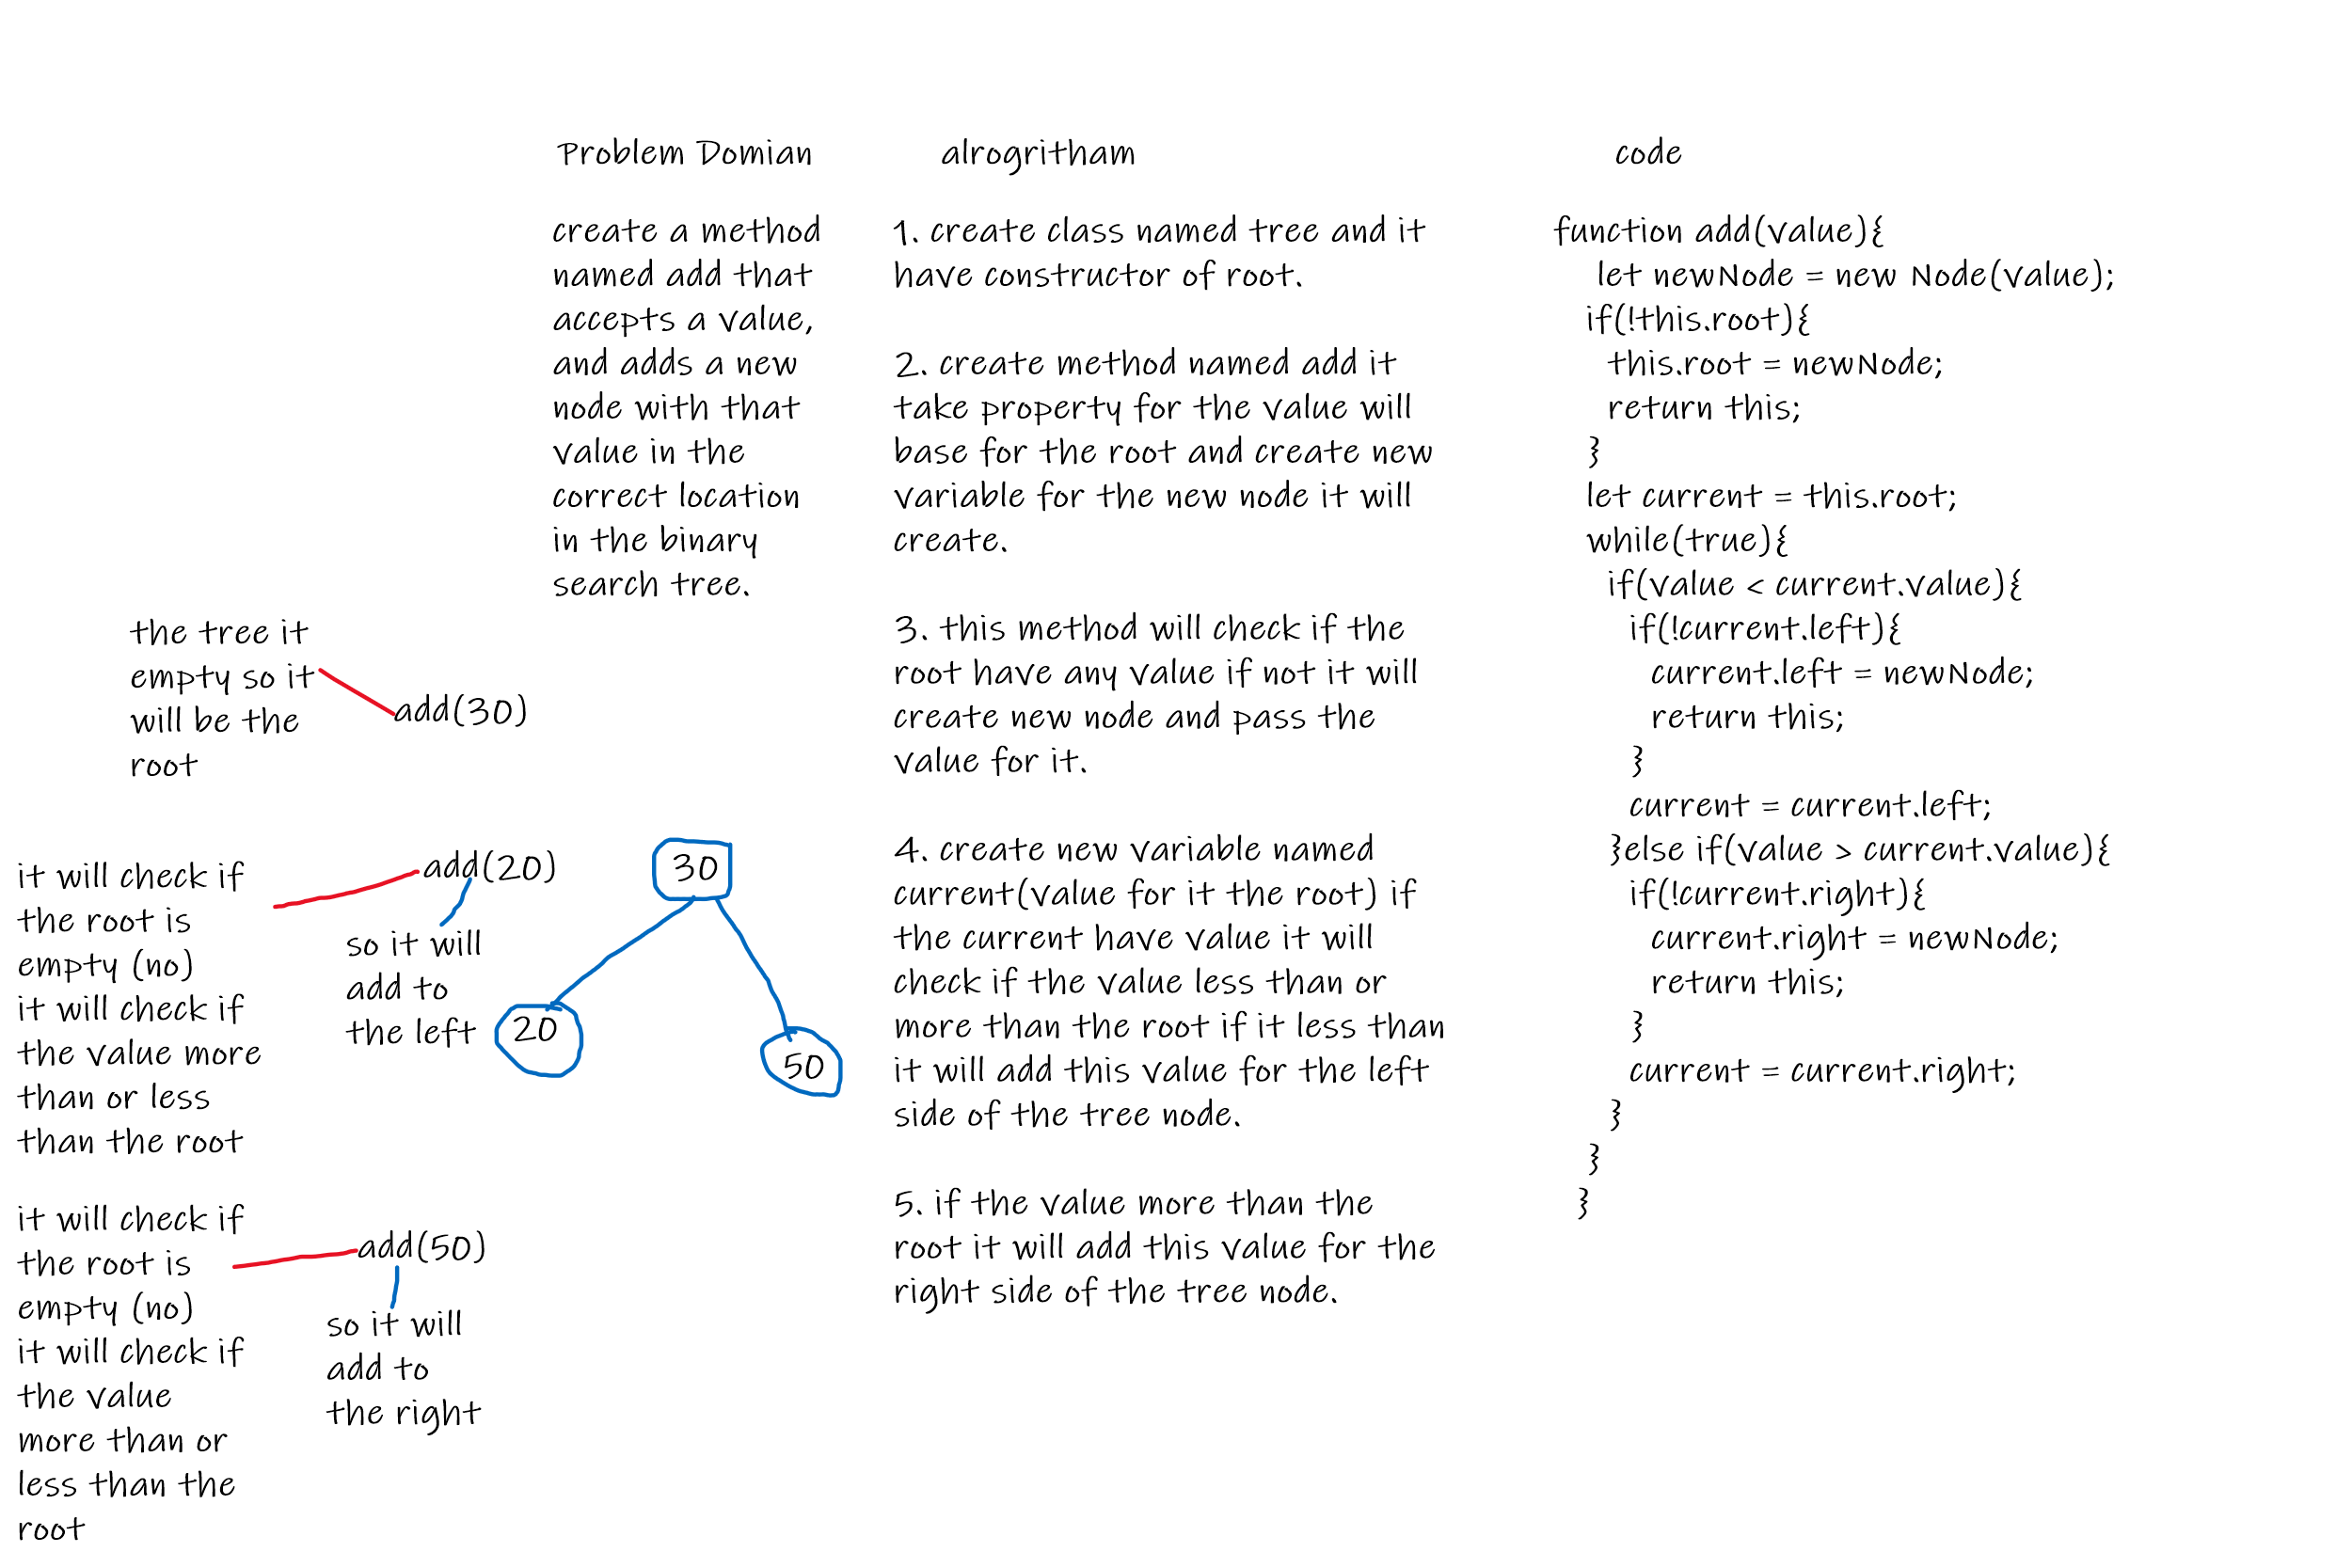 Problem Domian
create a method
named add that
accepts a value,
and adds a new
node with that
value in the
correct location
in the binary
search tree.
the tree it
empty so it
will be the
root
add(30)
it will check if
the root is
empty (no)
it will check if
the value more
than or less
than the root
add(20)
so it will
add to
the left
30
20
50
it will check if
the root is
empty (no)
it will check if
the value
more than or
less than the
root
add(50)
so it will
add to
the right
alrogritham
1. create class named tree and it
have constructor of root.
2. create method named add it
take property for the value will
base for the root and create new
variable for the new node it will
create.
3. this method will check if the
root have any value if not it will
create new node and pass the
value for it.
4. create new variable named
current(value for it the root) if
the current have value it will
check if the value less than or
more than the root if it less than
it will add this value for the left
side of the tree node.
5. if the value more than the
root it will add this value for the
right side of the tree node.
code
function add(value){
let newNode = new Node(value);
if(!this.root){
this.root = newNode;
return this;
}
let current = this.root;
while(true){
if(value < current.value){
if(!current.left){
current.left = newNode;
return this;
}
current = current.left;
}else if(value > current.value){
if(!current.right){
current.right = newNode;
return this;
}
current = current.right;
}
}
}